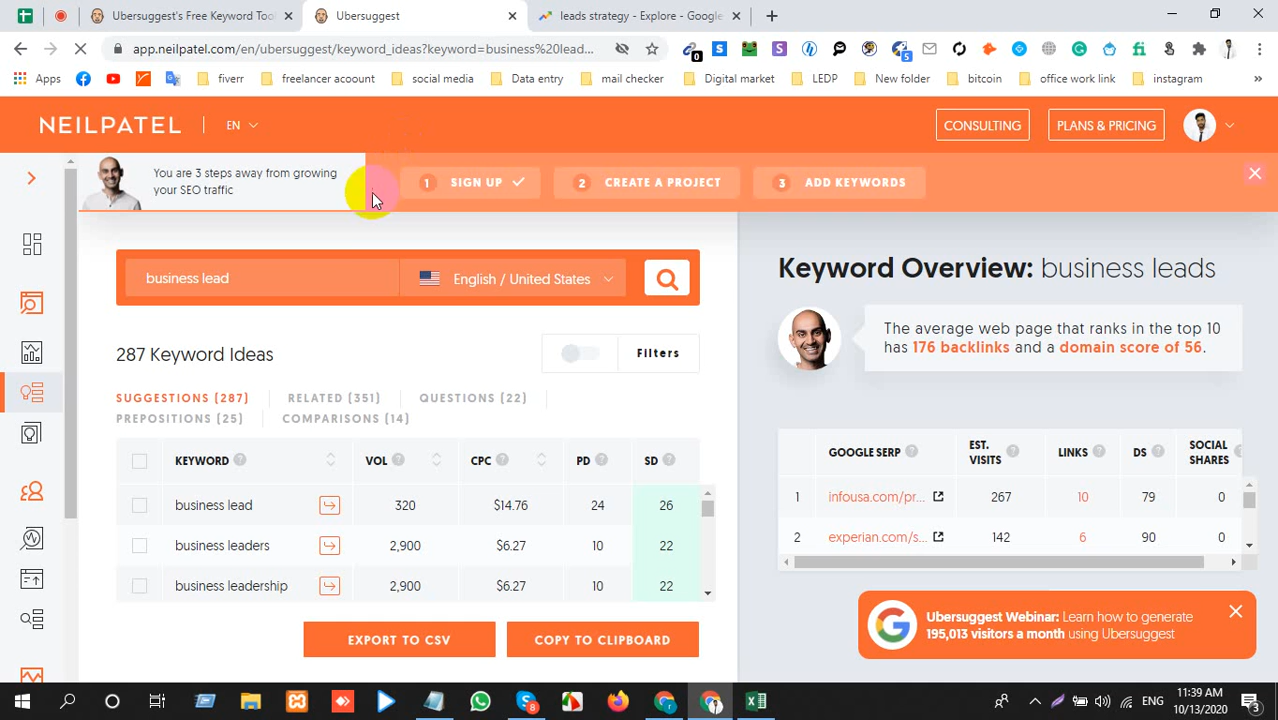 Ubersuggest's Free Keyword Tool
Ubersuggest
leads strategy - Explore - Google
app.neilpatel.com/en/ubersuggest/keyword_ideas?keyword=business%20lead...
0
5
Apps
fiverr
freelancer acoount
social media
Data entry
mail checker
Digital market
LEDP
New folder
bitcoin
office work link
instagram
»
NEILPATEL
EN
CONSULTING
PLANS & PRICING
You are 3 steps away from growing
your SEO traffic
1 SIGN UP
2 CREATE A PROJECT
3 ADD KEYWORDS
business lead
English / United States
287 Keyword Ideas
Filters
SUGGESTIONS (287)
RELATED (351)
QUESTIONS (22)
PREPOSITIONS (25)
COMPARISONS (14)
KEYWORD ? VOL ? CPC ? PD ? SD ?
business lead 320 $14.76 24 26
business leaders 2,900 $6.27 10 22
business leadership 2,900 $6.27 10 22
EXPORT TO CSV
COPY TO CLIPBOARD
Keyword Overview: business leads
The average web page that ranks in the top 10
has 176 backlinks and a domain score of 56.
GOOGLE SERP ? EST. VISITS ? LINKS ? DS ? SOCIAL SHARES
1 infousa.com/pr... 267 10 79 0
2 experian.com/s... 142 6 90 0
Ubersuggest Webinar: Learn how to generate
195,013 visitors a month using Ubersuggest
8
ENG
11:39 AM
10/13/2020
3